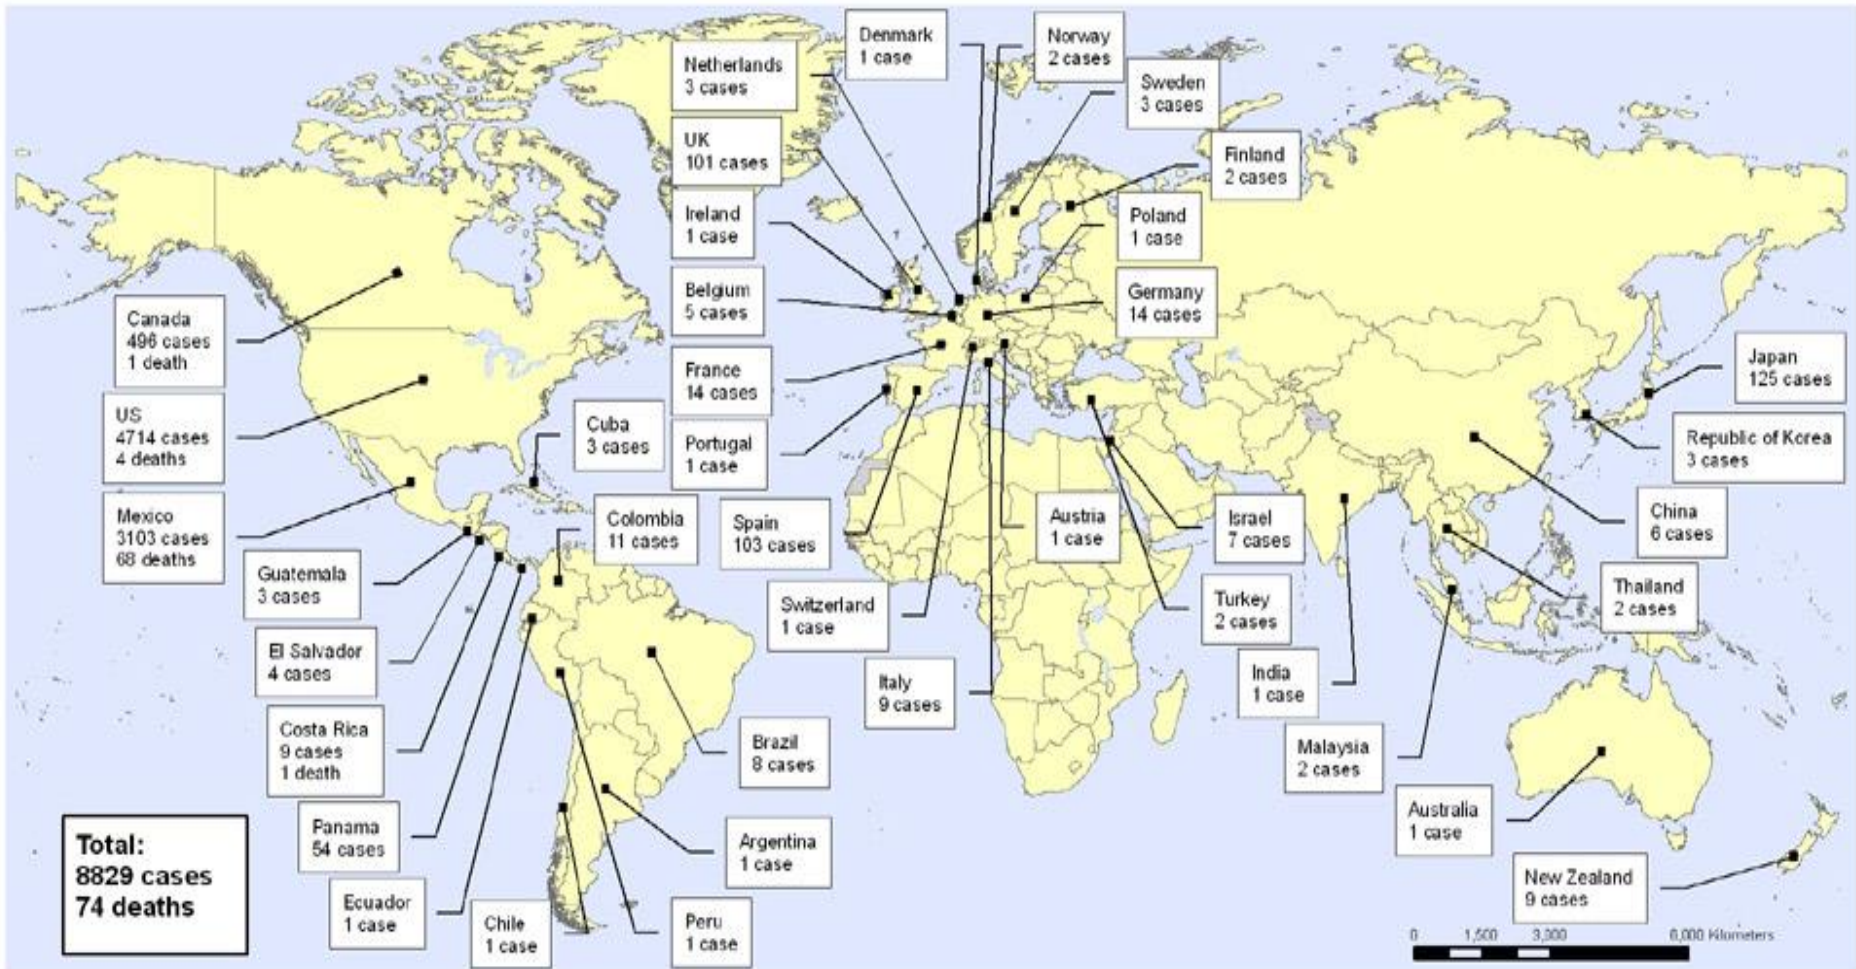 Denmark
1 case
Norway
2 cases
Netherlands
3 cases
Sweden
3 cases
UK
101 cases
Finland
2 cases
Ireland
1 case
Poland
1 case
Belgium
5 cases
Germany
14 cases
Canada
496 cases
1 death
France
14 cases
Japan
125 cases
US
4714 cases
4 deaths
Cuba
3 cases
Portugal
1 case
Republic of Korea
3 cases
Mexico
3103 cases
68 deaths
Colombia
11 cases
Spain
103 cases
Austria
1 case
Israel
7 cases
China
6 cases
Guatemala
3 cases
Switzerland
1 case
Turkey
2 cases
Thailand
2 cases
El Salvador
4 cases
Italy
9 cases
India
1 case
Costa Rica
9 cases
1 death
Brazil
8 cases
Malaysia
2 cases
Australia
1 case
Panama
54 cases
Argentina
1 case
Total:
8829 cases
74 deaths
New Zealand
9 cases
Ecuador
1 case
Chile
1 case
Peru
1 case
0 1,500 3,000 6,000 Kilometers